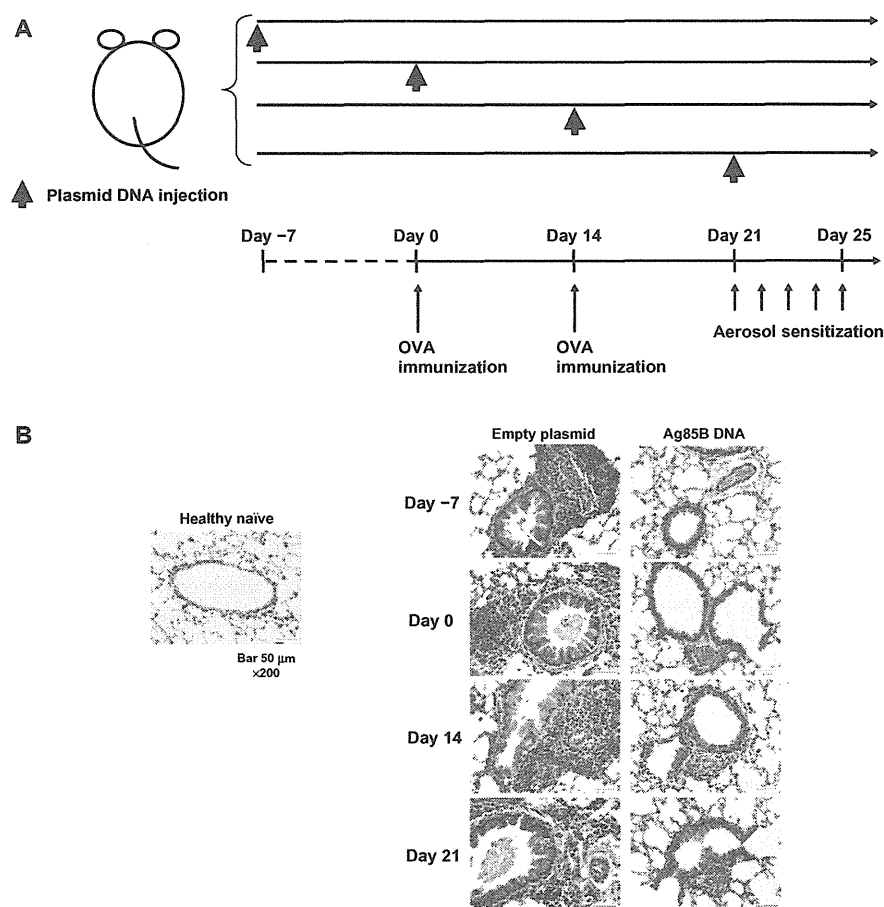 A
Plasmid DNA injection
Day −7
Day 0
Day 14
Day 21
Day 25
OVA
immunization
OVA
immunization
Aerosol sensitization
B
Healthy naïve
Bar 50 µm
×200
Empty plasmid
Ag85B DNA
Day −7
Day 0
Day 14
Day 21